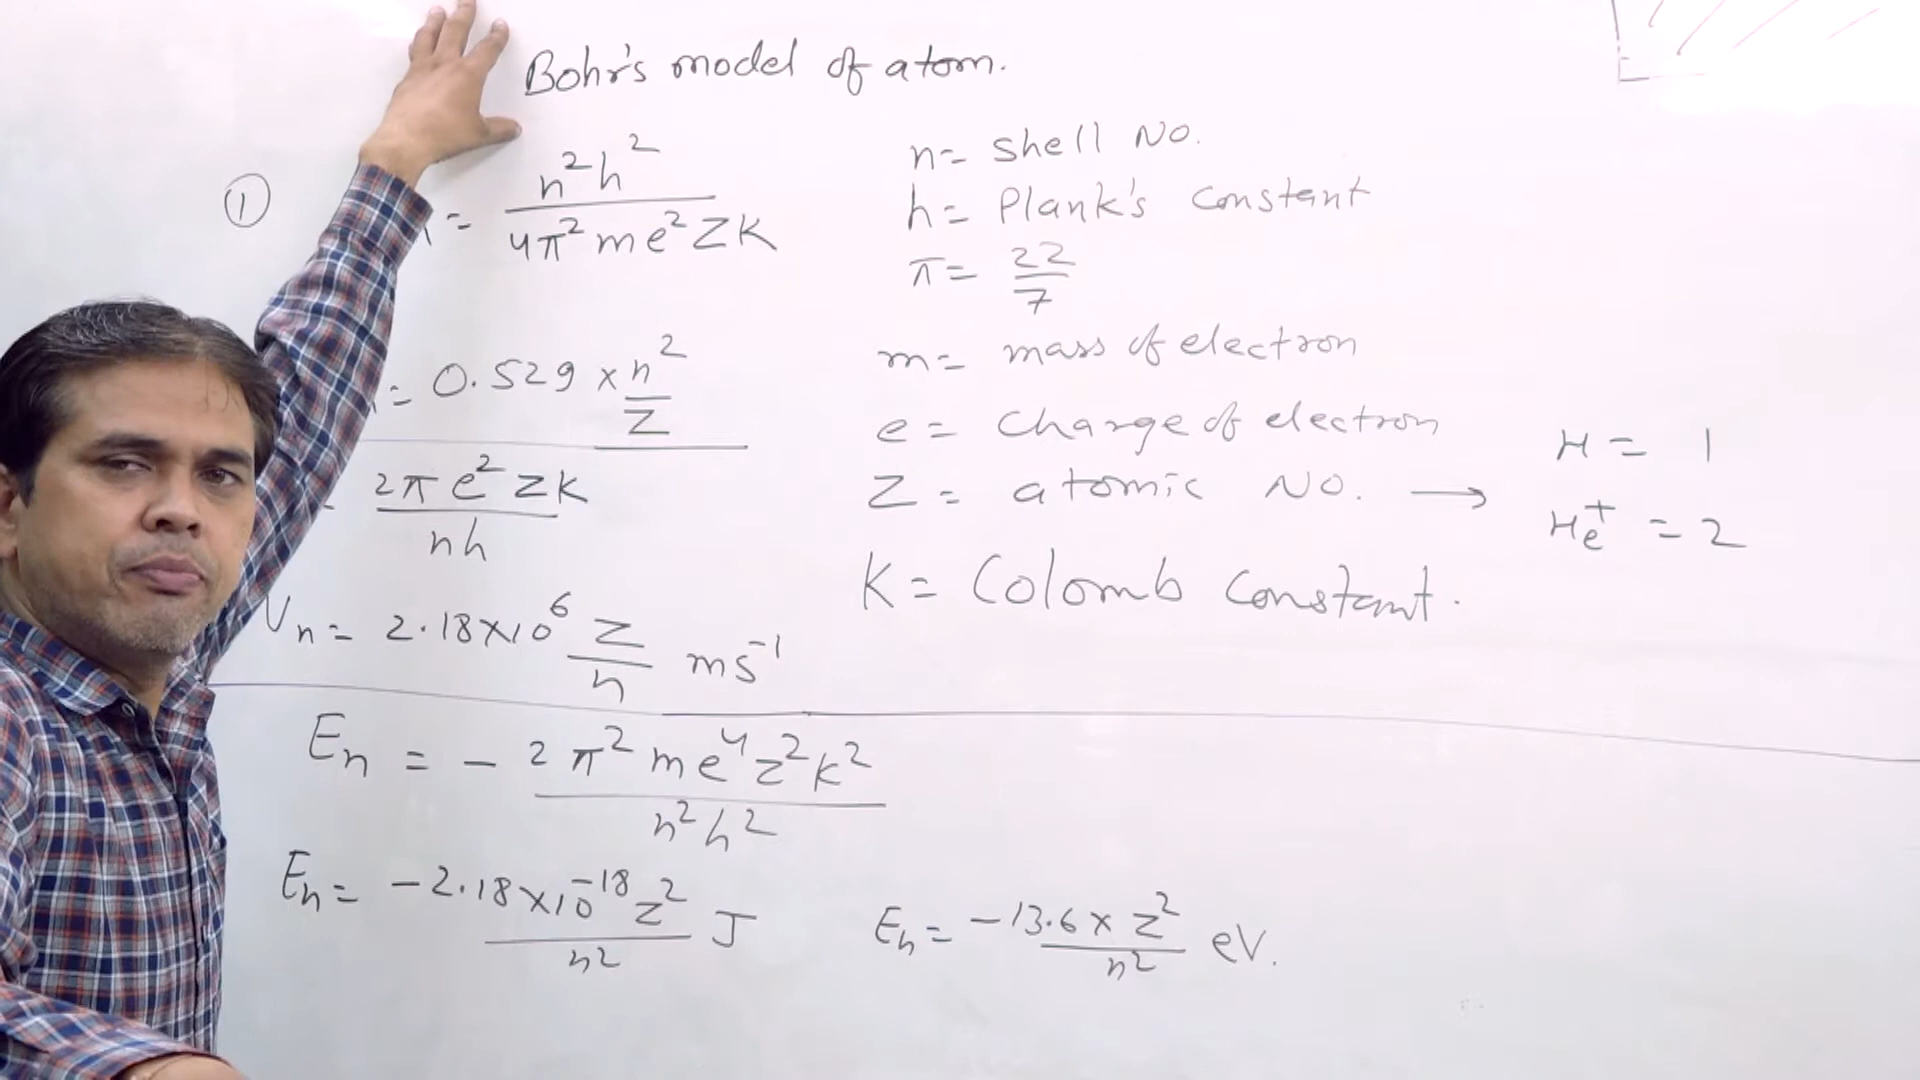 Bohr's model of atom.
① = n²h² / 4π²me²ZK
= 0.529 × n² / Z
2πe²ZK / nh
Vn = 2.18×10⁶ Z / n ms⁻¹
En = - 2π²me⁴z²k² / n²h²
En = -2.18×10⁻¹⁸ z² / n² J
En = -13.6 × z² / n² eV.
n = shell No.
h = Plank's constant
π = 22 / 7
m = mass of electron
e = charge of electron
Z = atomic No. →
H = 1
He⁺ = 2
K = Colomb constant.